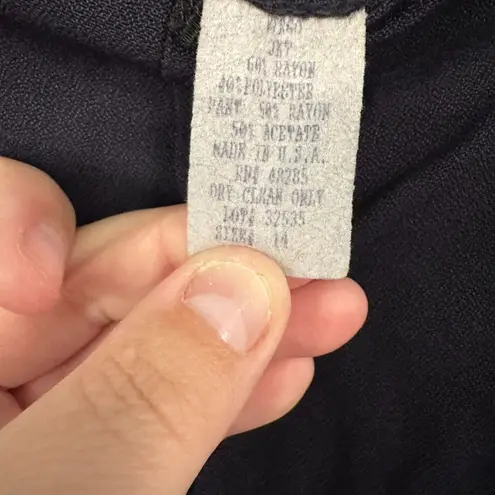 JKT
60% RAYON
40%POLYESTER
PANT 50% RAYON
50% ACETATE
MADE IN U.S.A.
RN# 48285
DRY CLEAN ONLY
LOT# 32535
SIZE# 14